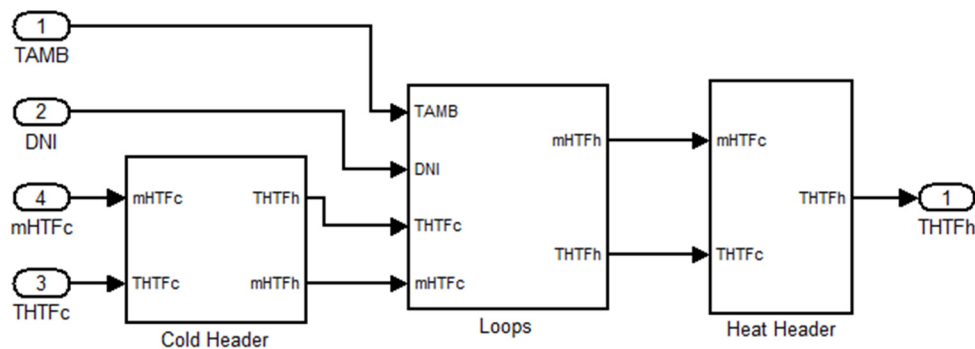 1
TAMB
2
DNI
4
mHTFc
3
THTFc
mHTFc
THTFh
THTFc
mHTFh
Cold Header
TAMB
mHTFh
DNI
THTFc
THTFh
mHTFc
Loops
mHTFc
THTFh
THTFc
Heat Header
1
THTFh